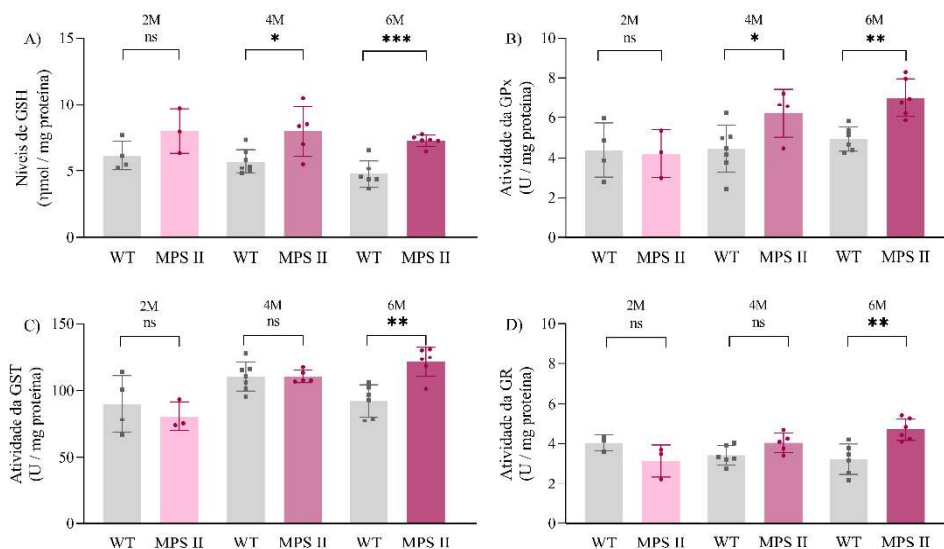 A)
Níveis de GSH
(ηmol / mg proteína)
15
10
5
0
2M
ns
4M
*
6M
***
WT MPS II WT MPS II WT MPS II
B)
Atividade da GPx
(U / mg proteína)
10
8
6
4
2
0
2M
ns
4M
*
6M
**
WT MPS II WT MPS II WT MPS II
C)
Atividade da GST
(U / mg proteína)
150
100
50
0
2M
ns
4M
ns
6M
**
WT MPS II WT MPS II WT MPS II
D)
Atividade da GR
(U / mg proteína)
10
8
6
4
2
0
2M
ns
4M
ns
6M
**
WT MPS II WT MPS II WT MPS II